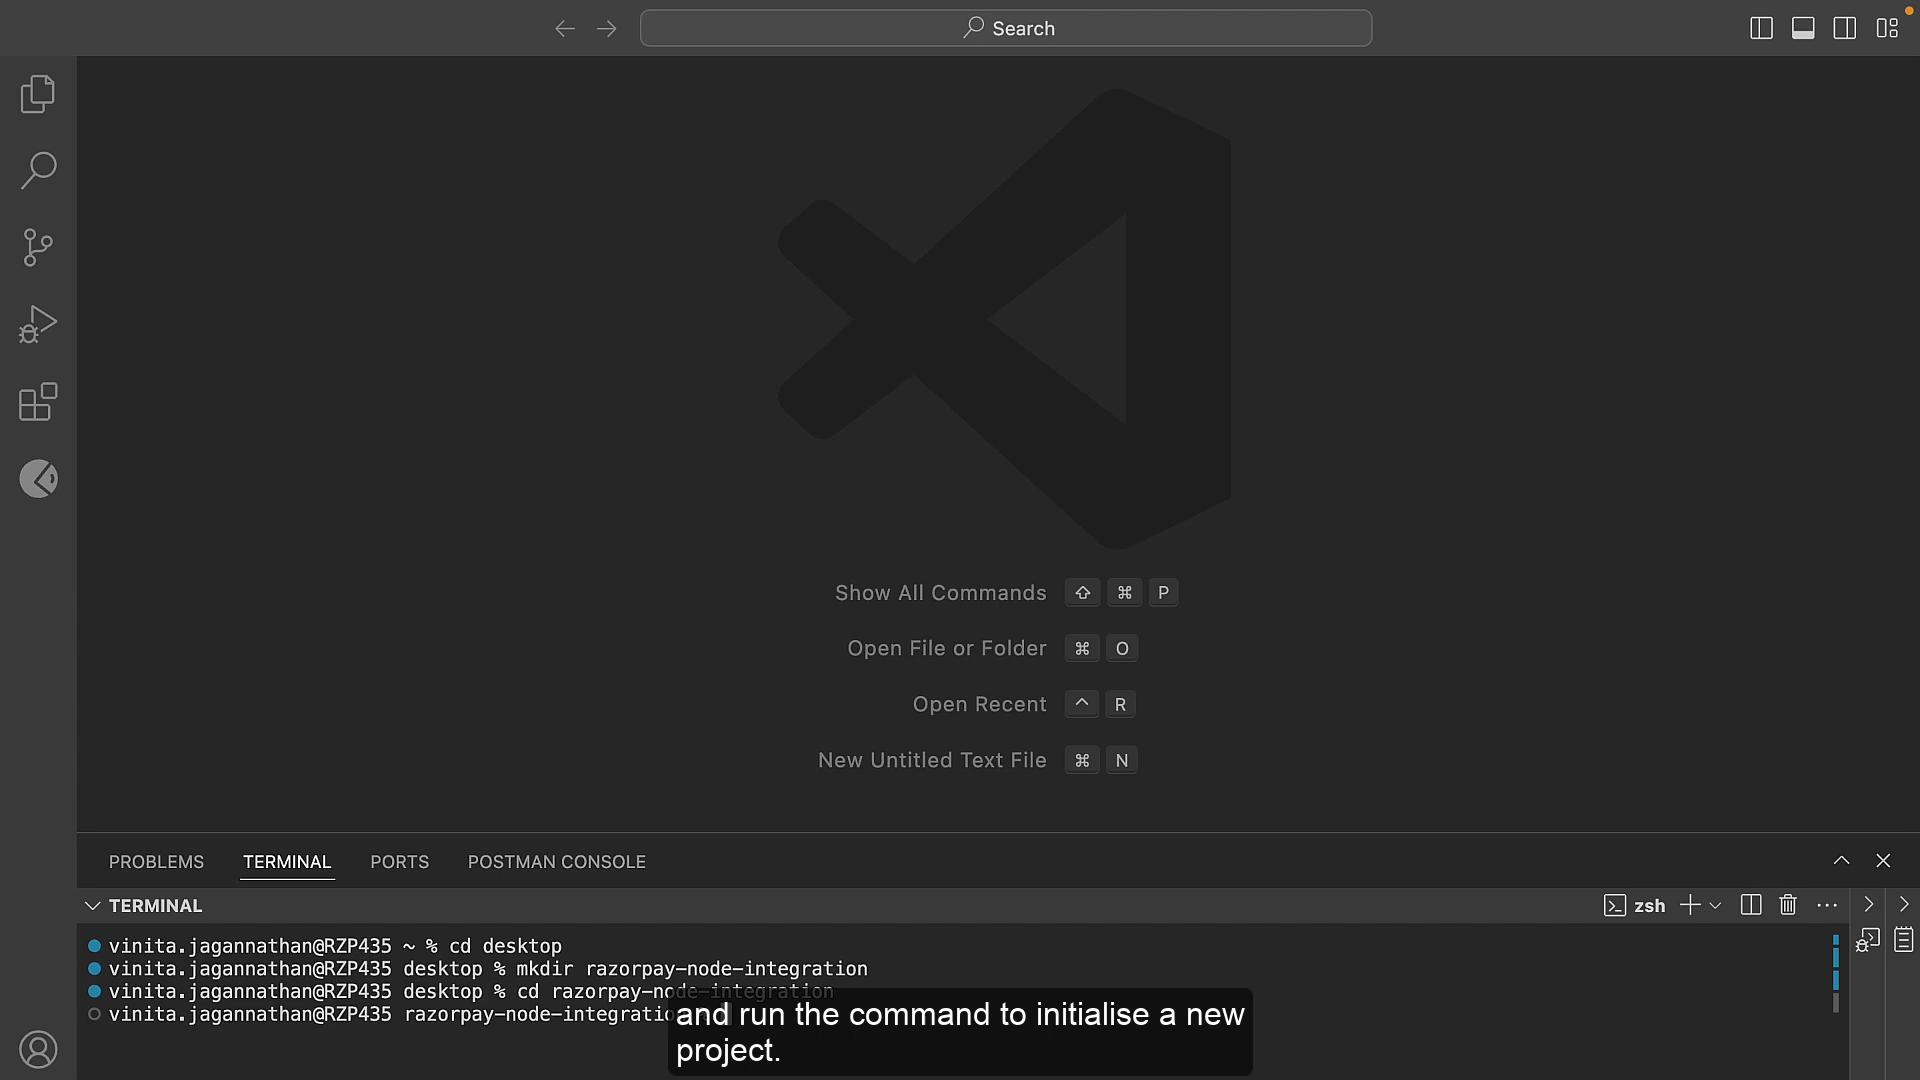 Search
Show All Commands ⇧ ⌘ P
Open File or Folder ⌘ O
Open Recent ^ R
New Untitled Text File ⌘ N
PROBLEMS TERMINAL PORTS POSTMAN CONSOLE
TERMINAL zsh
vinita.jagannathan@RZP435 ~ % cd desktop
vinita.jagannathan@RZP435 desktop % mkdir razorpay-node-integration
vinita.jagannathan@RZP435 desktop % cd razorpay-node-integration
vinita.jagannathan@RZP435 razorpay-node-integratio
and run the command to initialise a new
project.